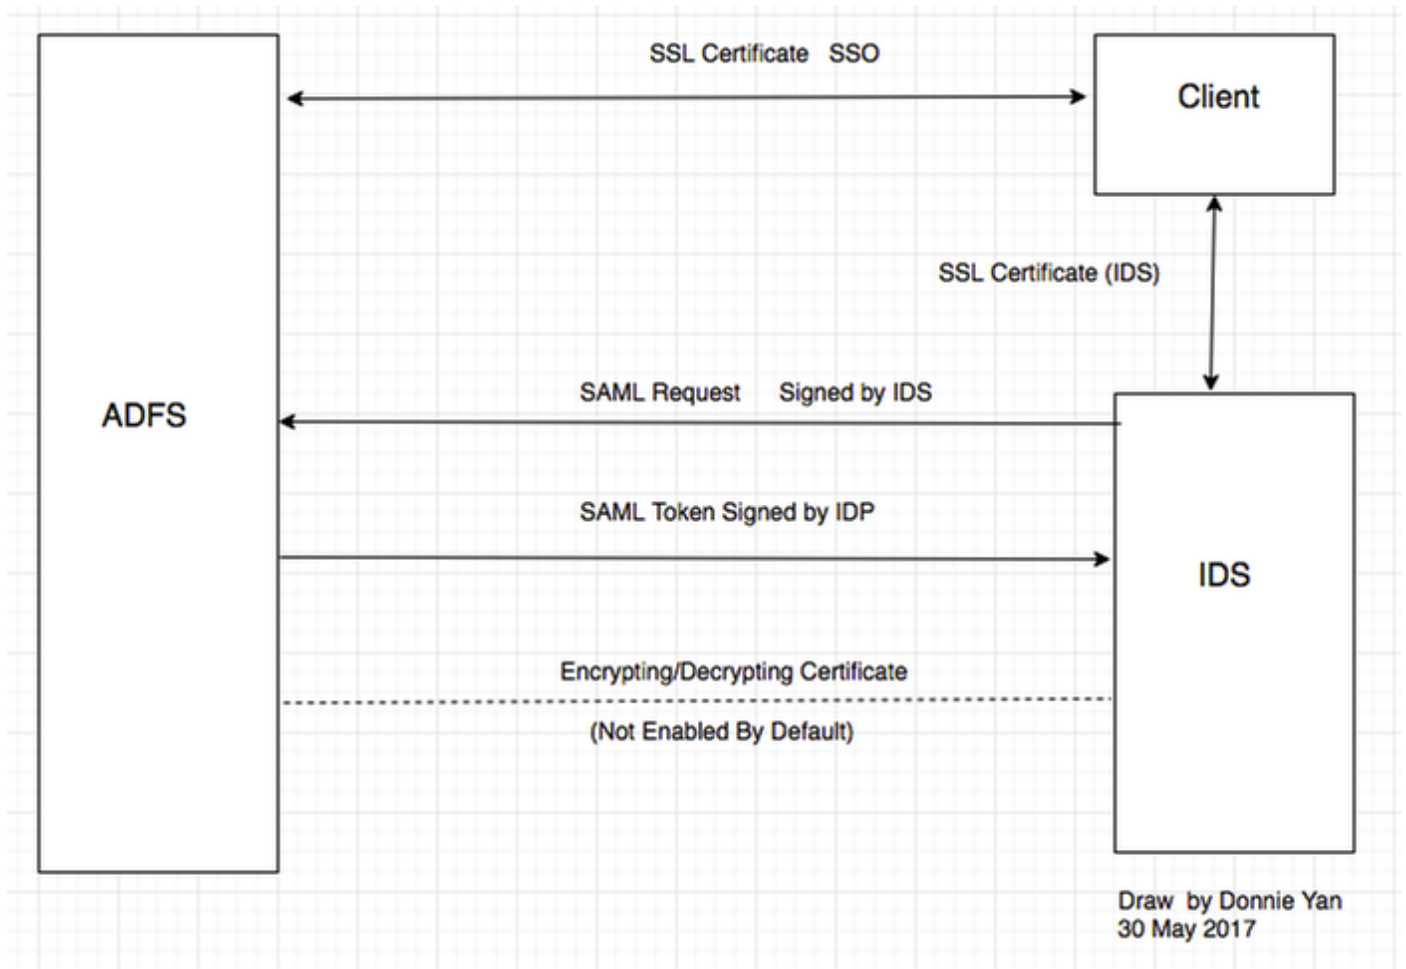 SSL Certificate SSO
Client
SSL Certificate (IDS)
SAML Request Signed by IDS
ADFS
SAML Token Signed by IDP
IDS
Encrypting/Decrypting Certificate
(Not Enabled By Default)
Draw by Donnie Yan
30 May 2017